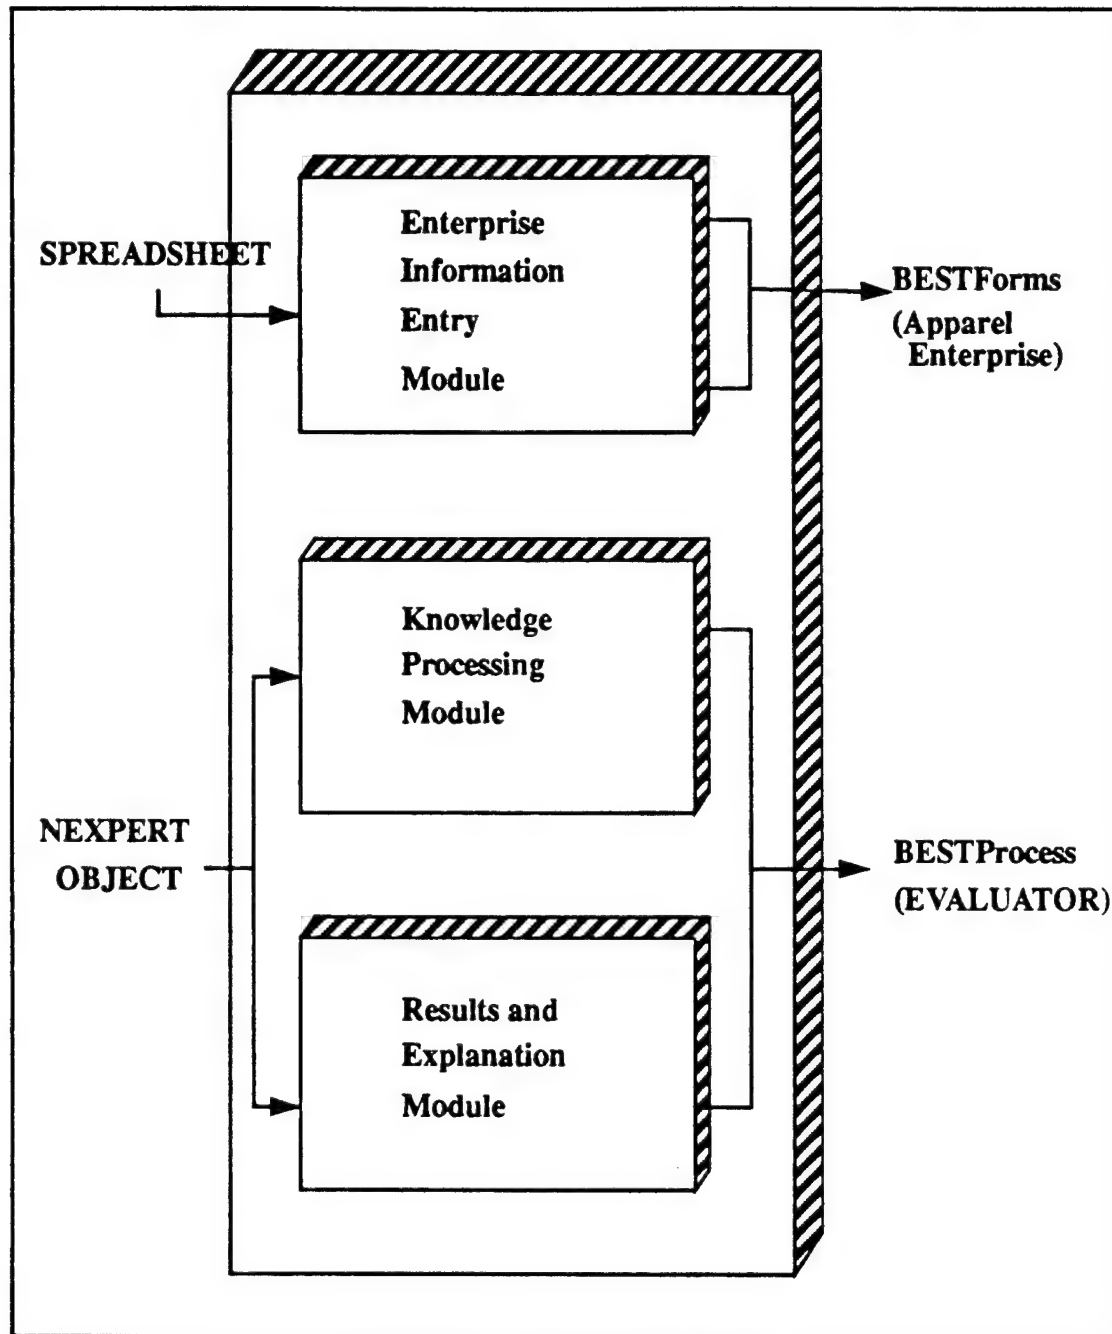 SPREADSHEET
Enterprise
Information
Entry
Module
BESTForms
(Apparel
Enterprise)
Knowledge
Processing
Module
NEXPERT
OBJECT
BESTProcess
(EVALUATOR)
Results and
Explanation
Module